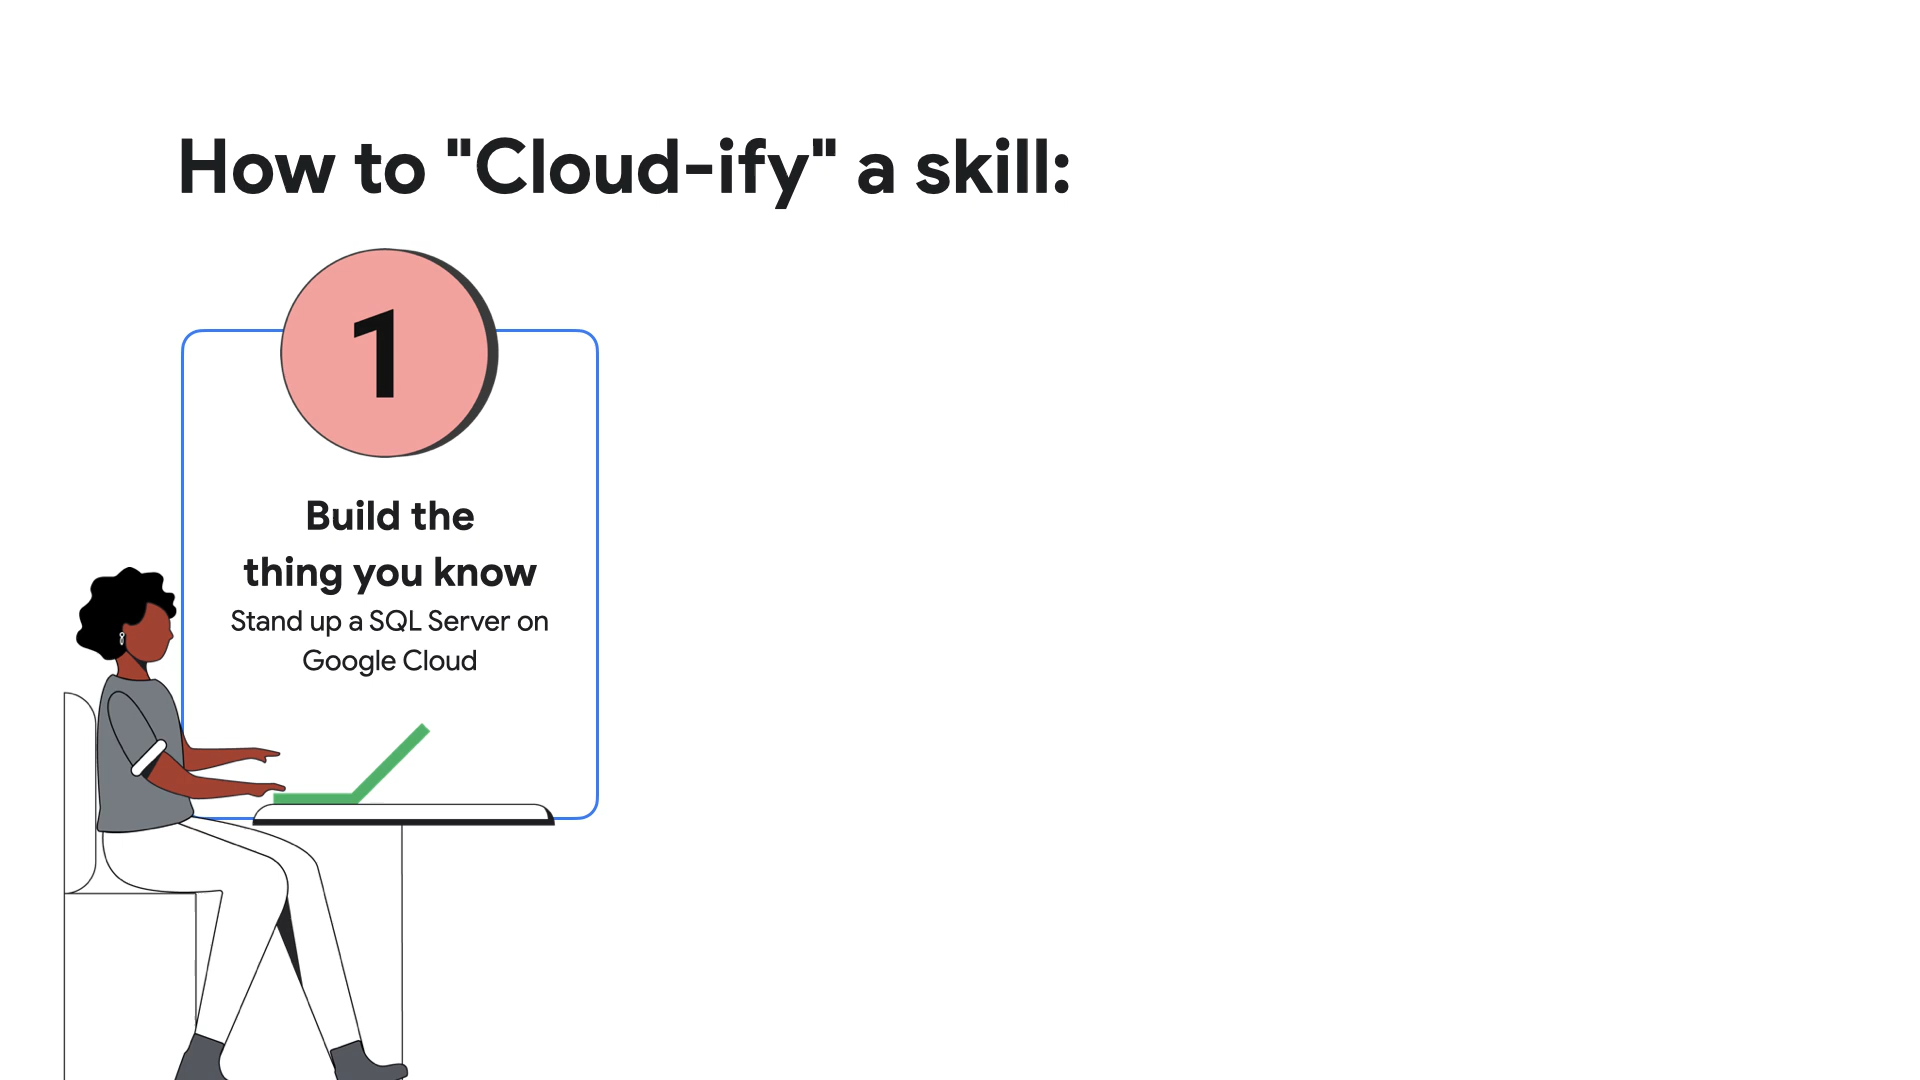 How to "Cloud-ify" a skill:
1
Build the
thing you know
Stand up a SQL Server on
Google Cloud